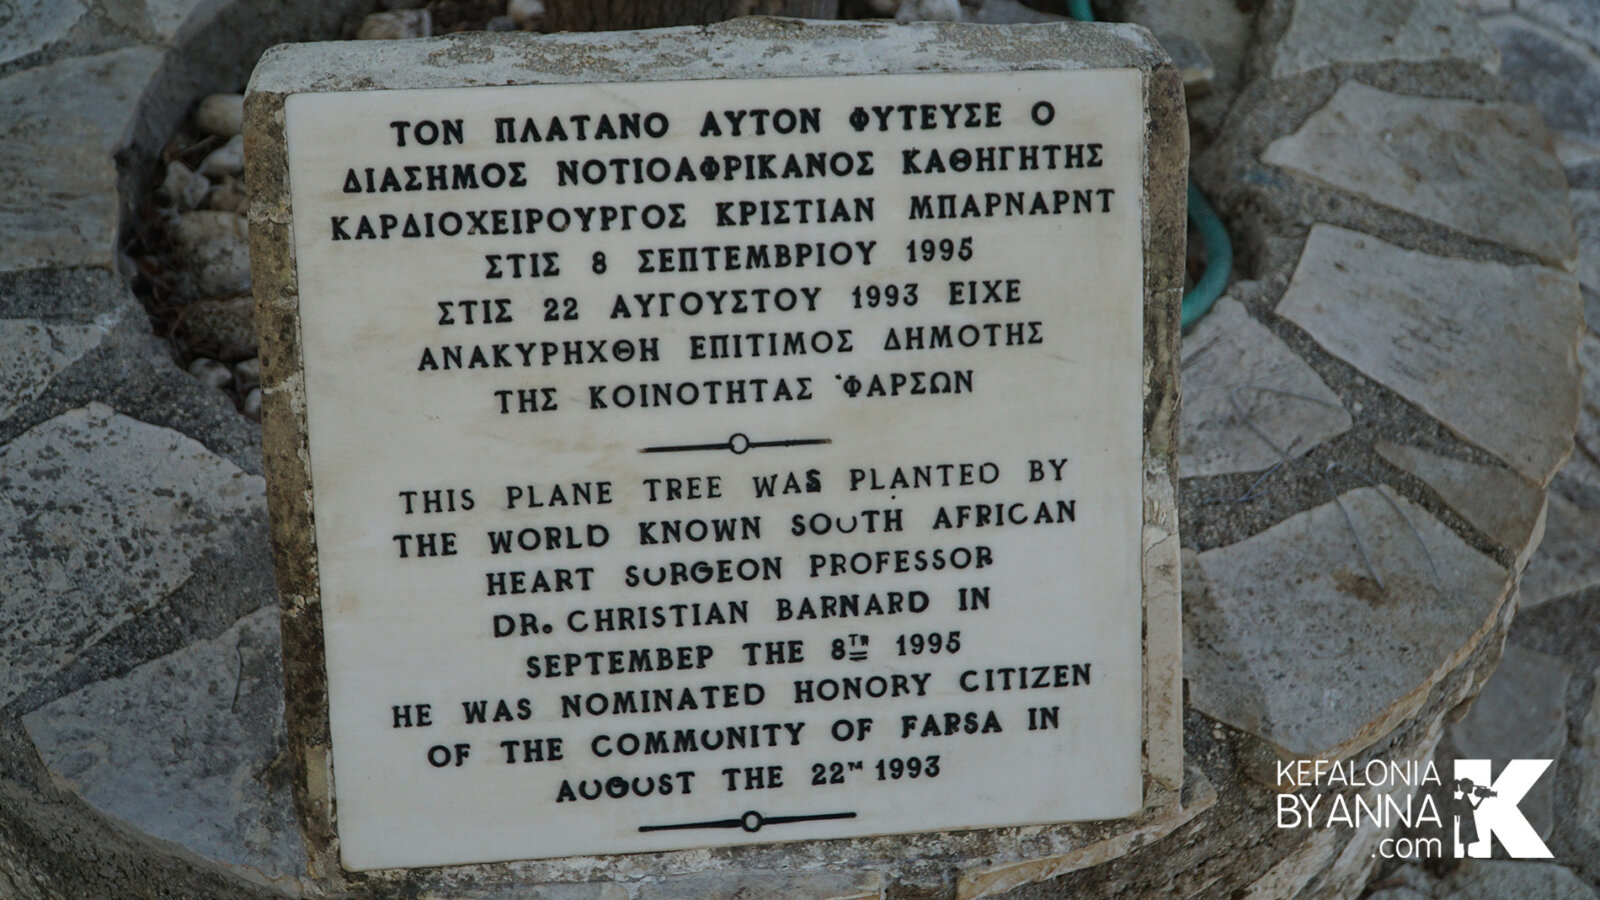 ΤΟΝ ΠΛΑΤΑΝΟ ΑΥΤΟΝ ΦΥΤΕΥΣΕ Ο
ΔΙΑΣΗΜΟΣ ΝΟΤΙΟΑΦΡΙΚΑΝΟΣ ΚΑΘΗΓΗΤΗΣ
ΚΑΡΔΙΟΧΕΙΡΟΥΡΓΟΣ ΚΡΙΣΤΙΑΝ ΜΠΑΡΝΑΡΝΤ
ΣΤΙΣ 8 ΣΕΠΤΕΜΒΡΙΟΥ 1995
ΣΤΙΣ 22 ΑΥΓΟΥΣΤΟΥ 1993 ΕΙΧΕ
ΑΝΑΚΥΡΗΧΘΗ ΕΠΙΤΙΜΟΣ ΔΗΜΟΤΗΣ
ΤΗΣ ΚΟΙΝΟΤΗΤΑΣ ΦΑΡΣΩΝ
THIS PLANE TREE WAS PLANTED BY
THE WORLD KNOWN SOUTH AFRICAN
HEART SURGEON PROFESSOR
DR. CHRISTIAN BARNARD IN
SEPTEMBEP THE 8TH 1995
HE WAS NOMINATED HONORY CITIZEN
OF THE COMMUNITY OF FARSA IN
AUGUST THE 22TH 1993
KEFALONIA
BY ANNA
.com K